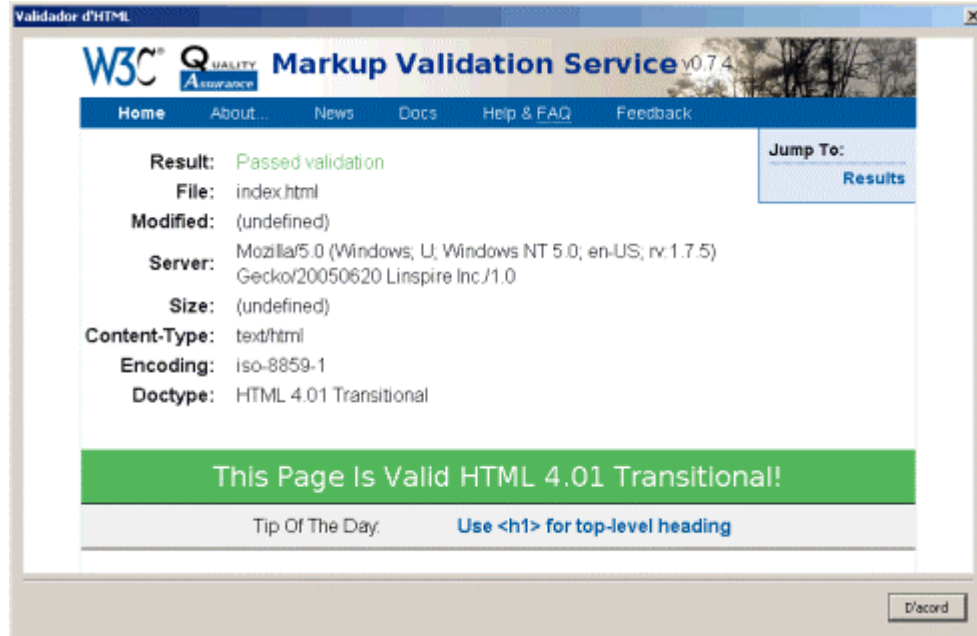 Validador d'HTML
W3C® QUALITY Assurance Markup Validation Service v0.7.4
Home About... News Docs Help & FAQ Feedback
Jump To:
Results
Result: Passed validation
File: index.html
Modified: (undefined)
Server: Mozilla/5.0 (Windows; U; Windows NT 5.0; en-US; rv:1.7.5)
Gecko/20050620 Linspire Inc./1.0
Size: (undefined)
Content-Type: text/html
Encoding: iso-8859-1
Doctype: HTML 4.01 Transitional
This Page Is Valid HTML 4.01 Transitional!
Tip Of The Day: Use <h1> for top-level heading
D'acord